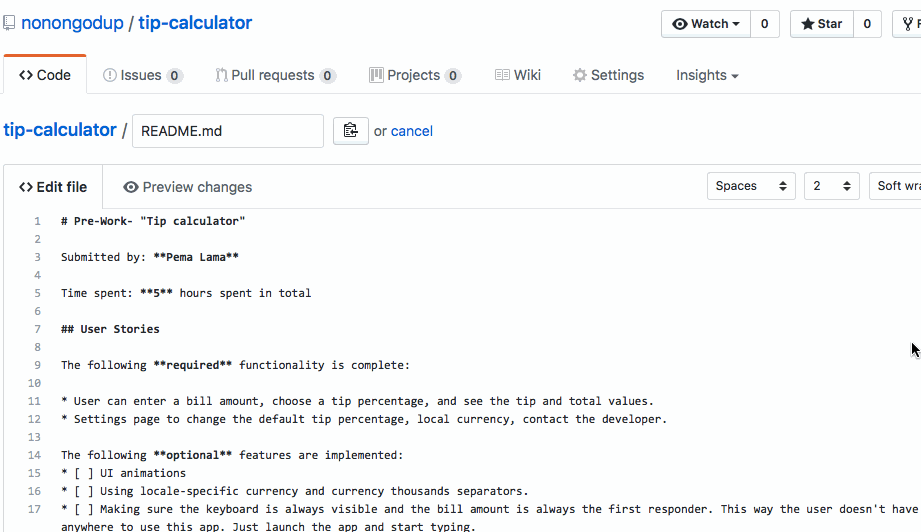 nonongodup / tip-calculator
Watch 0 Star 0 F
Code Issues 0 Pull requests 0 Projects 0 Wiki Settings Insights
tip-calculator / README.md or cancel
Edit file Preview changes Spaces 2 Soft wra
1 # Pre-Work- "Tip calculator"
2
3 Submitted by: **Pema Lama**
4
5 Time spent: **5** hours spent in total
6
7 ## User Stories
8
9 The following **required** functionality is complete:
10
11 * User can enter a bill amount, choose a tip percentage, and see the tip and total values.
12 * Settings page to change the default tip percentage, local currency, contact the developer.
13
14 The following **optional** features are implemented:
15 * [ ] UI animations
16 * [ ] Using locale-specific currency and currency thousands separators.
17 * [ ] Making sure the keyboard is always visible and the bill amount is always the first responder. This way the user doesn't have
anywhere to use this app. Just launch the app and start typing.